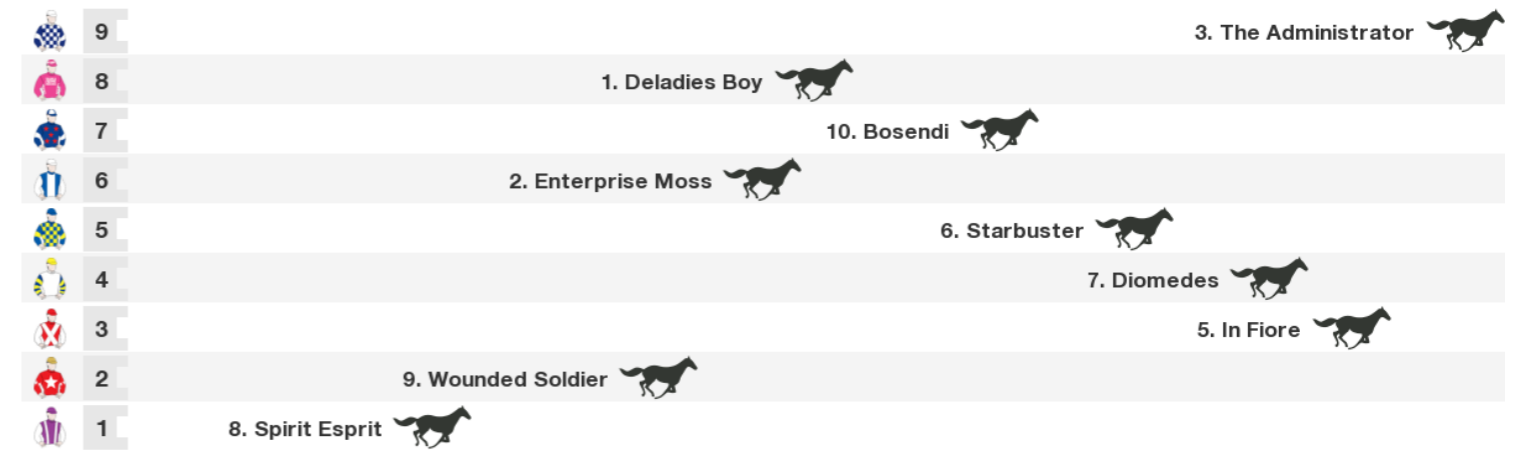 9 3. The Administrator
8 1. Deladies Boy
7 10. Bosendi
6 2. Enterprise Moss
5 6. Starbuster
4 7. Diomedes
3 5. In Fiore
2 9. Wounded Soldier
1 8. Spirit Esprit